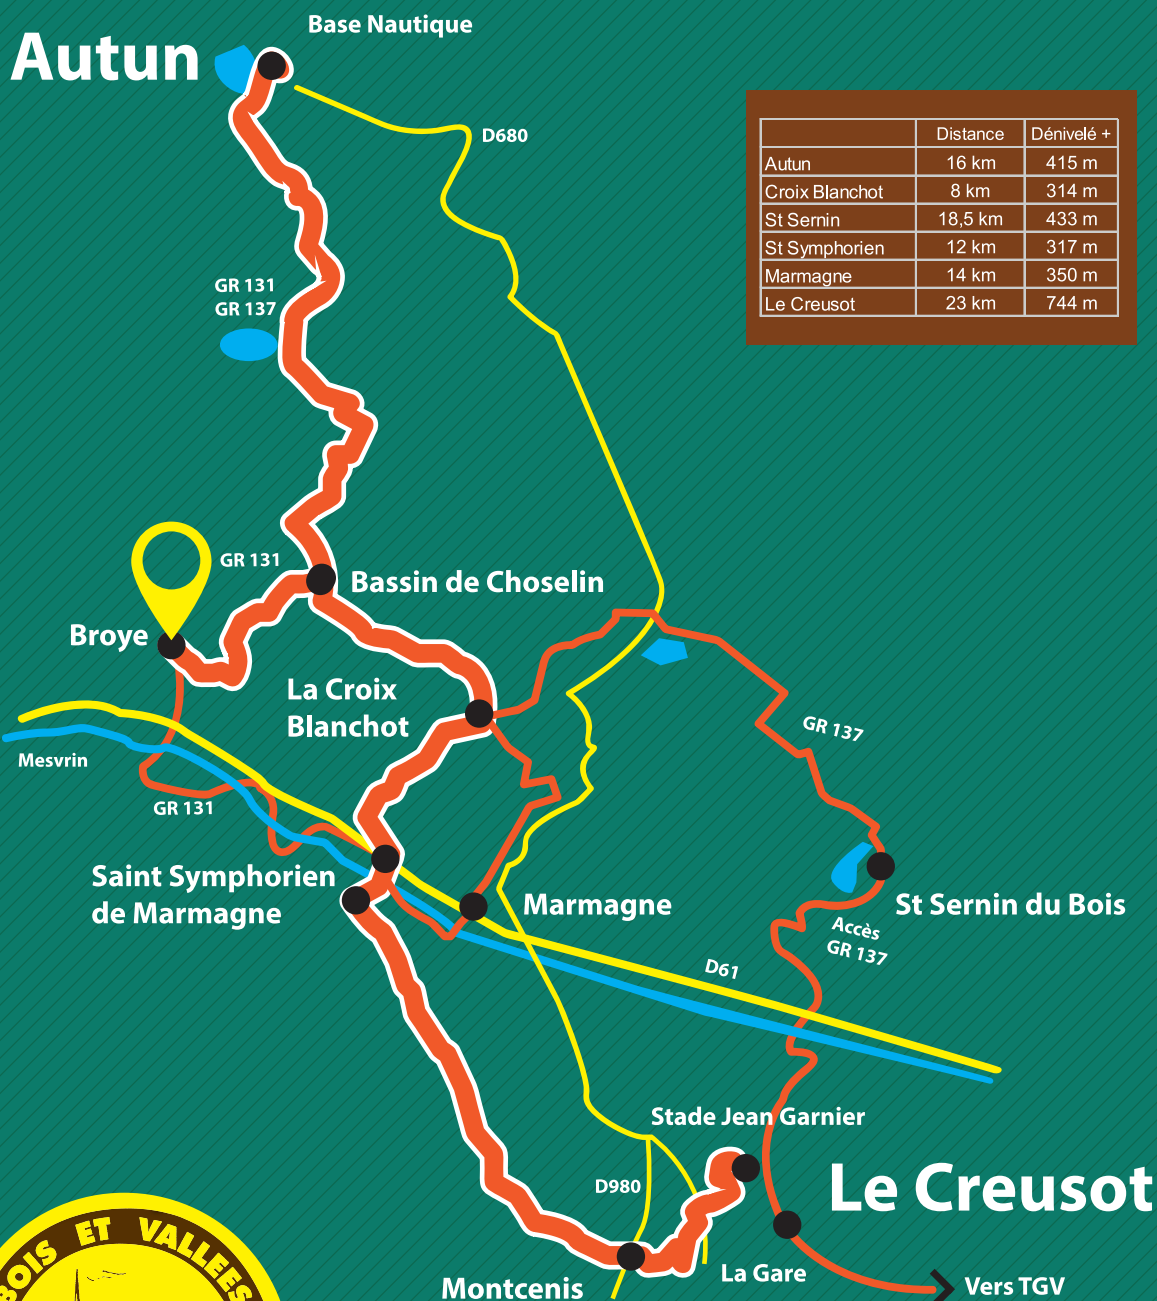 Base Nautique
Autun
D680
Distance Dénivelé +
Autun 16 km 415 m
Croix Blanchot 8 km 314 m
St Sernin 18,5 km 433 m
St Symphorien 12 km 317 m
Marmagne 14 km 350 m
Le Creusot 23 km 744 m
GR 131
GR 137
GR 131
Bassin de Choselin
Broye
La Croix
Blanchot
GR 137
Mesvrin
GR 131
Saint Symphorien
de Marmagne
Marmagne
St Sernin du Bois
Accès
GR 137
D61
Stade Jean Garnier
D980
Le Creusot
BOIS ET VALLEES
La Gare
Montcenis
Vers TGV